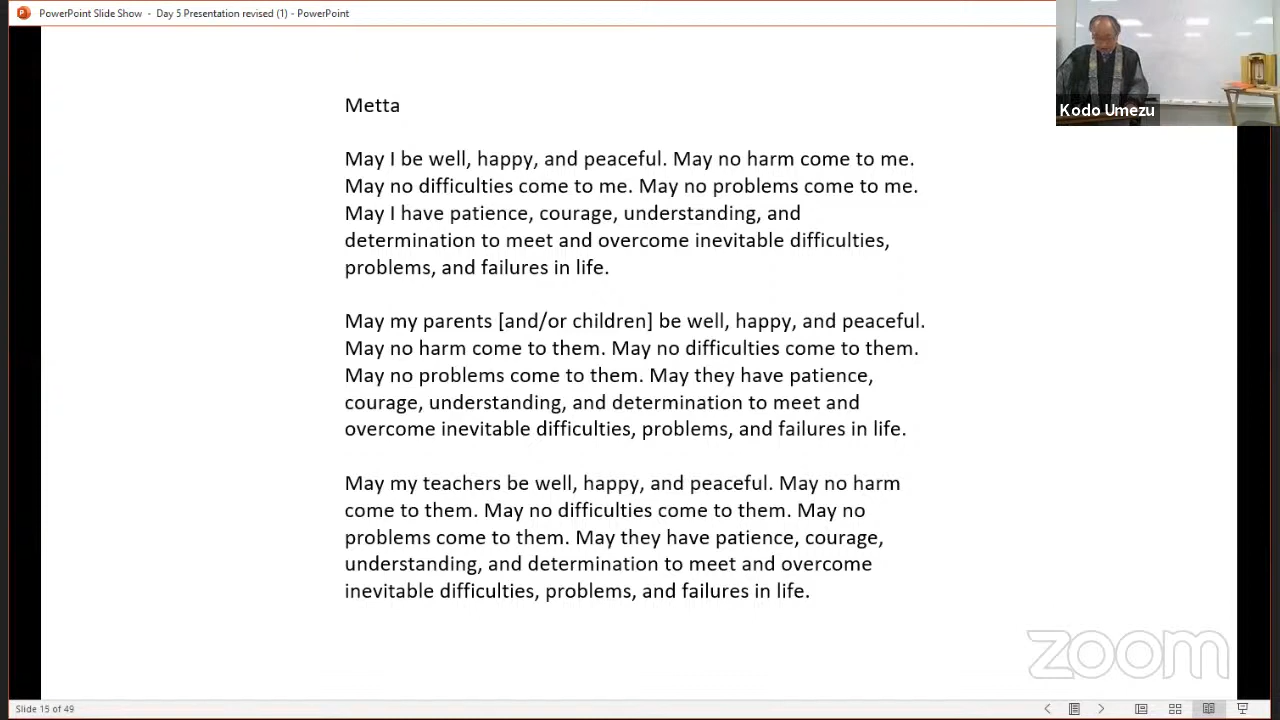 PowerPoint Slide Show - Day 5 Presentation revised (1) - PowerPoint
Kodo Umezu
Metta
May I be well, happy, and peaceful. May no harm come to me.
May no difficulties come to me. May no problems come to me.
May I have patience, courage, understanding, and
determination to meet and overcome inevitable difficulties,
problems, and failures in life.
May my parents [and/or children] be well, happy, and peaceful.
May no harm come to them. May no difficulties come to them.
May no problems come to them. May they have patience,
courage, understanding, and determination to meet and
overcome inevitable difficulties, problems, and failures in life.
May my teachers be well, happy, and peaceful. May no harm
come to them. May no difficulties come to them. May no
problems come to them. May they have patience, courage,
understanding, and determination to meet and overcome
inevitable difficulties, problems, and failures in life.
zoom
Slide 15 of 49